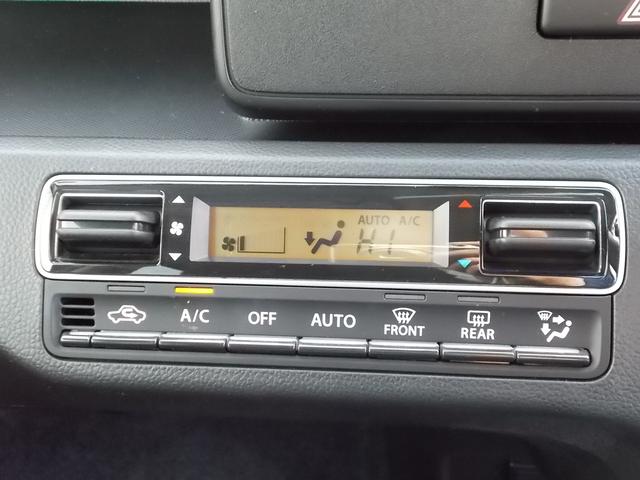 AUTO A/C
HI
A/C
OFF
AUTO
FRONT
REAR